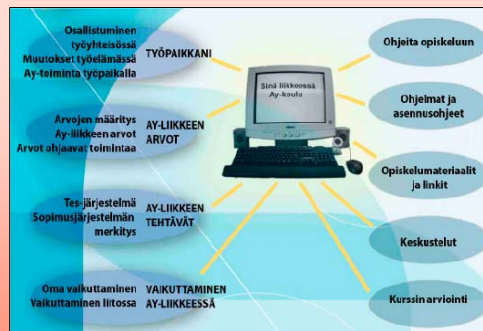 Osallistuminen
työyhteisössä
Muutokset työelämässä
Ay-toiminta työpaikalla
TYÖPAIKKANI
Arvojen määritys
Ay-liikkeen arvot
Arvot ohjaavat toimintaa
AY-LIIKKEEN
ARVOT
Tes-järjestelmä
Sopimusjärjestelmän
merkitys
AY-LIIKKEEN
TEHTÄVÄT
Oma vaikuttaminen
Vaikuttaminen liitossa
VAIKUTTAMINEN
AY-LIIKKEESSÄ
Sinä liikkeessä
Ay-koulu
Ohjeita opiskeluun
Ohjelmat ja
asennusohjeet
Opiskelumateriaalit
ja linkit
Keskustelut
Kurssin arviointi